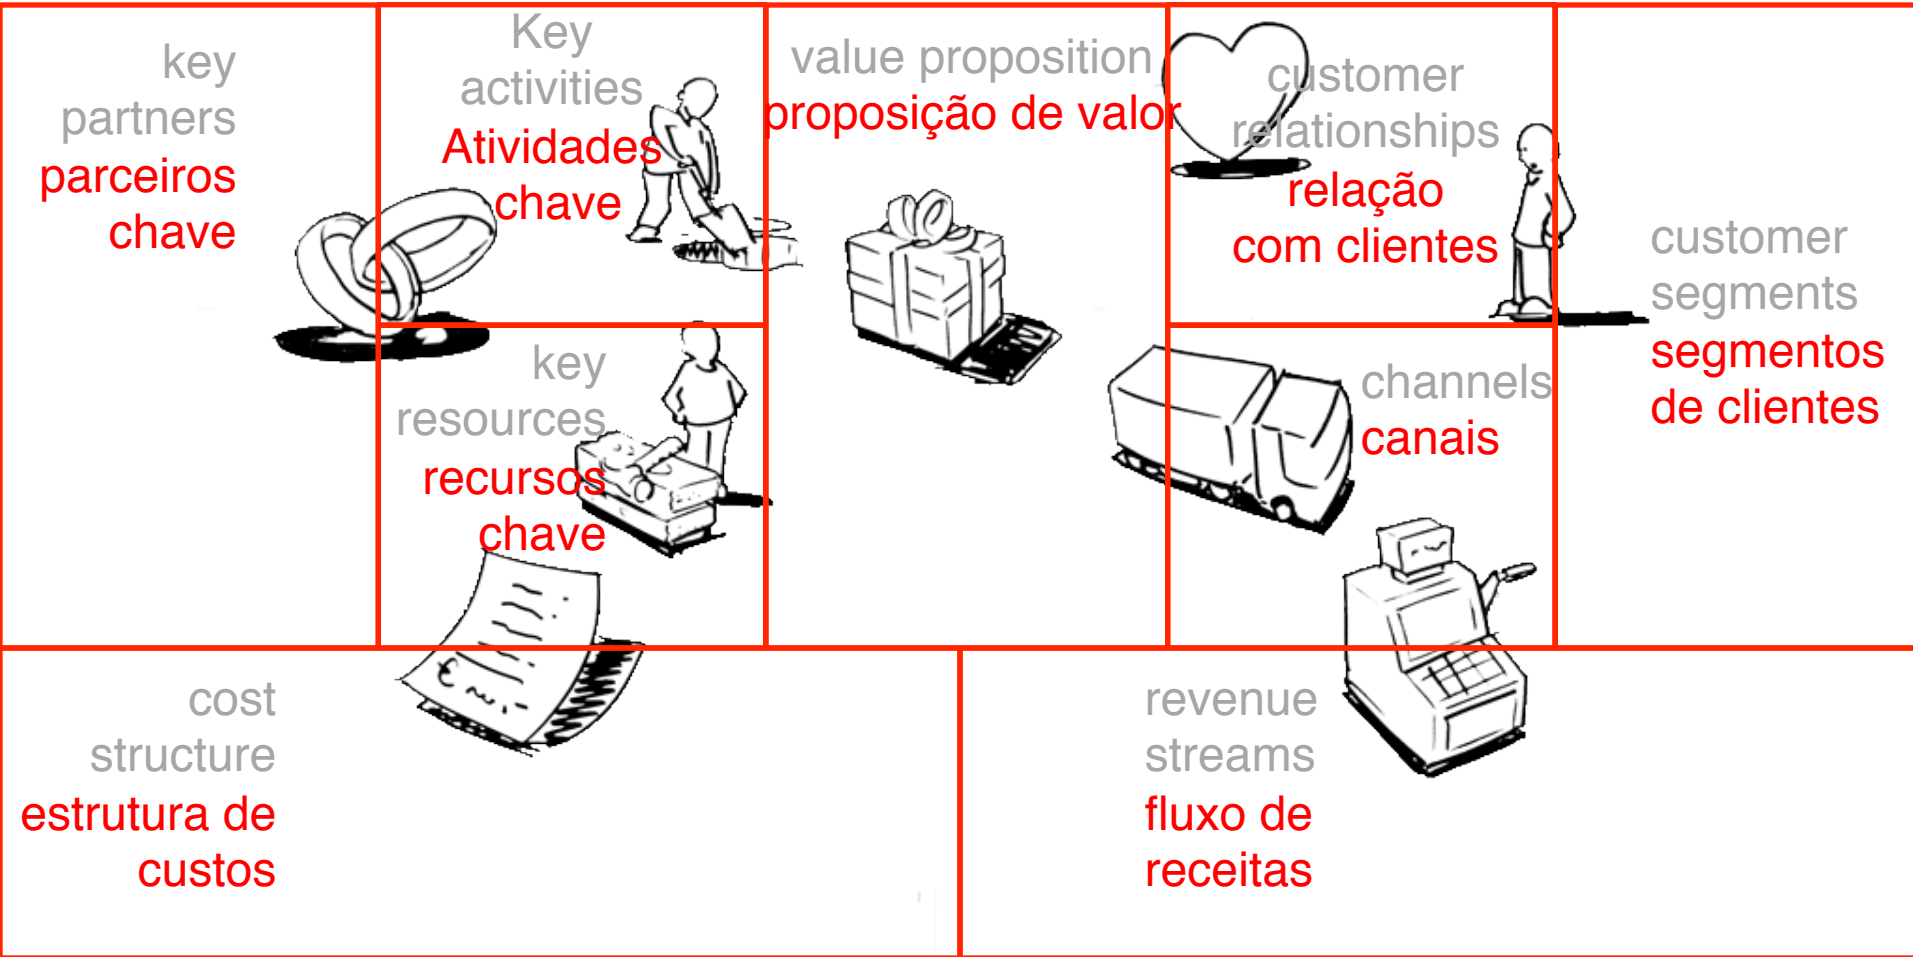 key
partners
parceiros
chave
Key
activities
Atividades
chave
key
resources
recursos
chave
value proposition
proposição de valor
customer
relationships
relação
com clientes
channels
canais
customer
segments
segmentos
de clientes
cost
structure
estrutura de
custos
revenue
streams
fluxo de
receitas